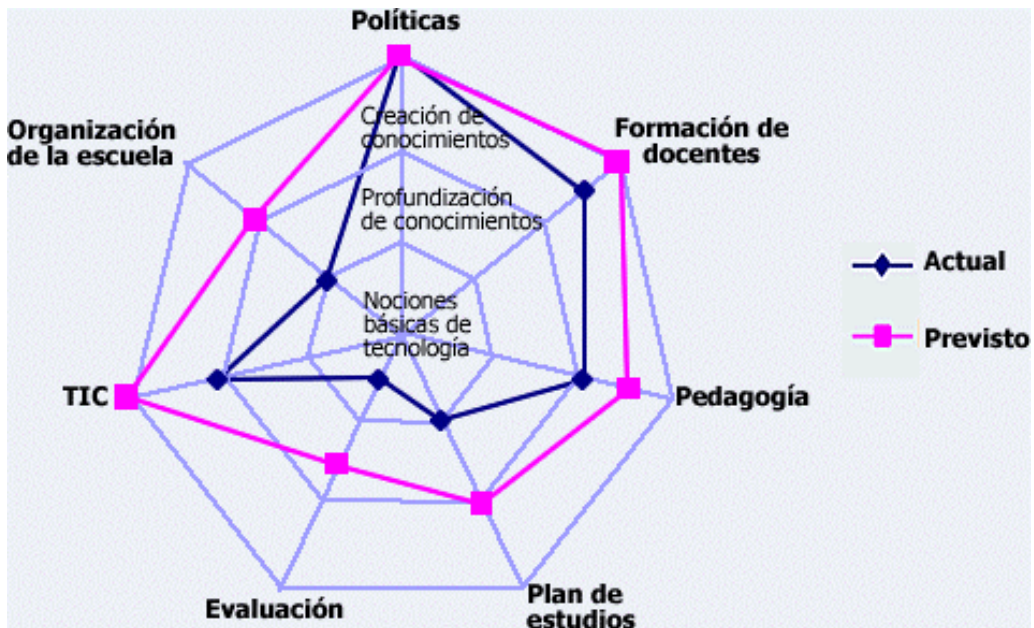 Políticas
Creación de
conocimientos
Organización
de la escuela
Formación de
docentes
Profundización
de conocimientos
Actual
Nociones
básicas de
tecnología
Previsto
TIC
Pedagogía
Evaluación
Plan de
estudios